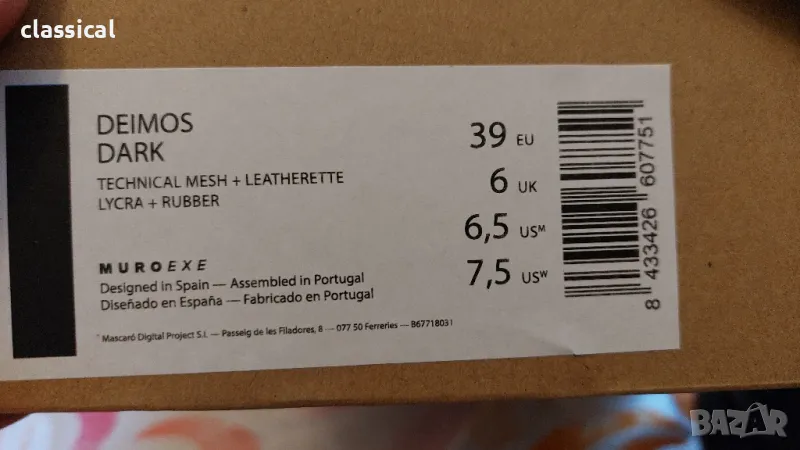 classical
DEIMOS
DARK
TECHNICAL MESH + LEATHERETTE
LYCRA + RUBBER
39 EU
6 UK
6,5 USM
7,5 USW
MUROEXE
Designed in Spain — Assembled in Portugal
Diseñado en España — Fabricado en Portugal
* Mascaró Digital Project S.L — Passeig de les Filadores, 8 — 077 50 Ferreries — B67718031
8 433426 607751
BAZAR